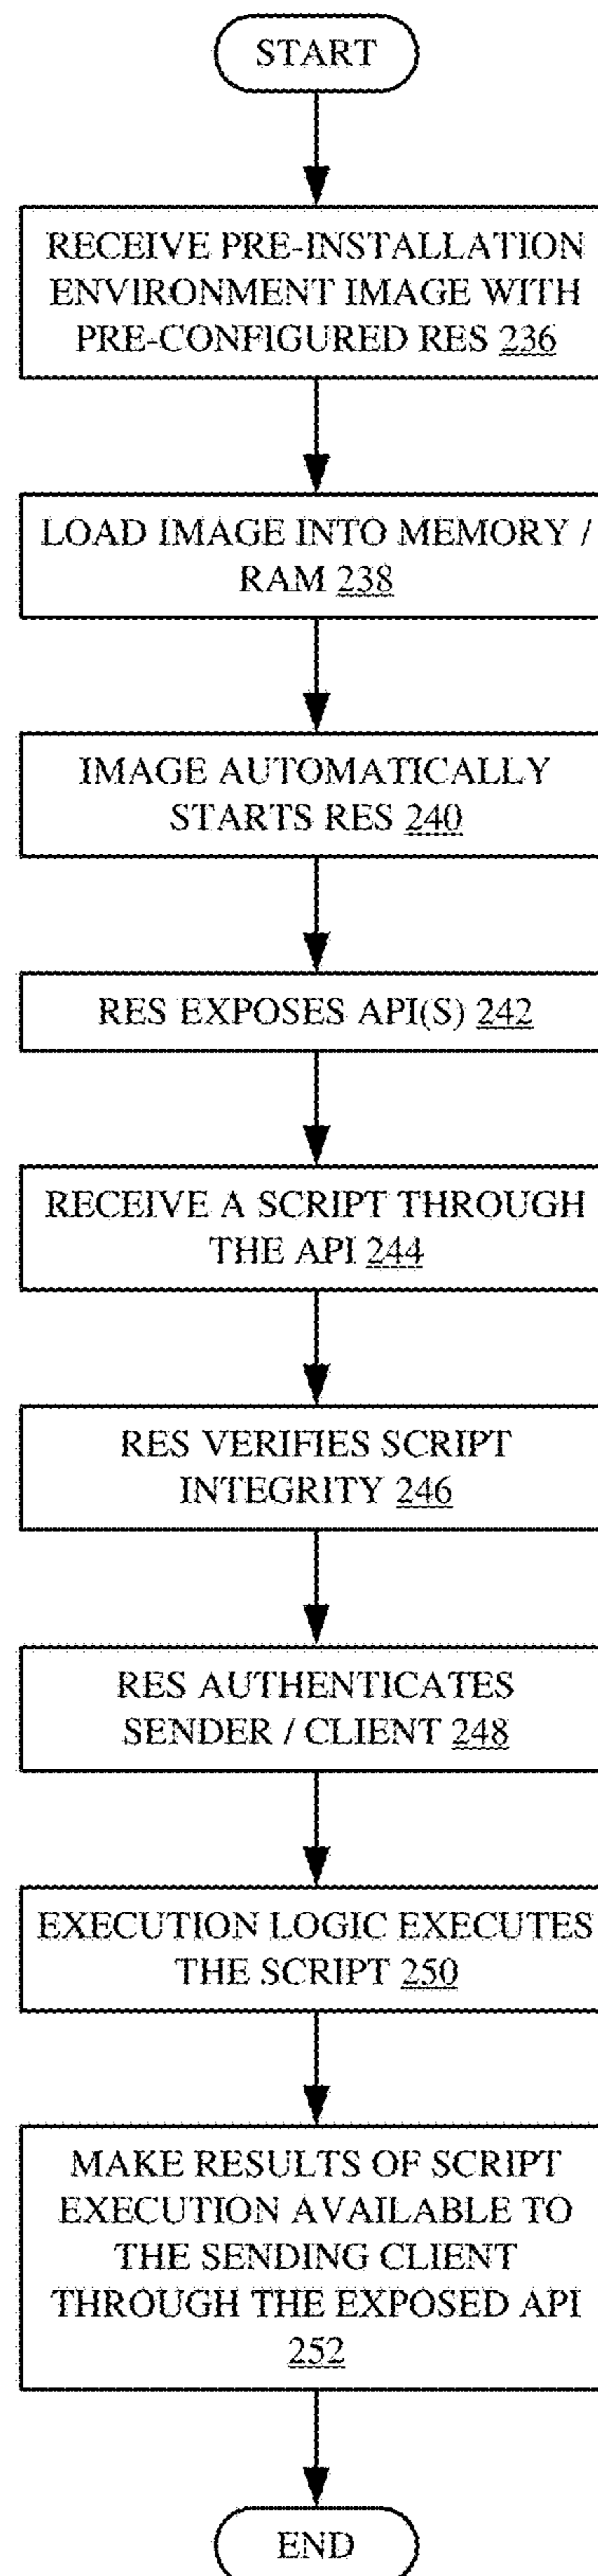 START
RECEIVE PRE-INSTALLATION
ENVIRONMENT IMAGE WITH
PRE-CONFIGURED RES 236
LOAD IMAGE INTO MEMORY /
RAM 238
IMAGE AUTOMATICALLY
STARTS RES 240
RES EXPOSES API(S) 242
RECEIVE A SCRIPT THROUGH
THE API 244
RES VERIFIES SCRIPT
INTEGRITY 246
RES AUTHENTICATES
SENDER / CLIENT 248
EXECUTION LOGIC EXECUTES
THE SCRIPT 250
MAKE RESULTS OF SCRIPT
EXECUTION AVAILABLE TO
THE SENDING CLIENT
THROUGH THE EXPOSED API
252
END